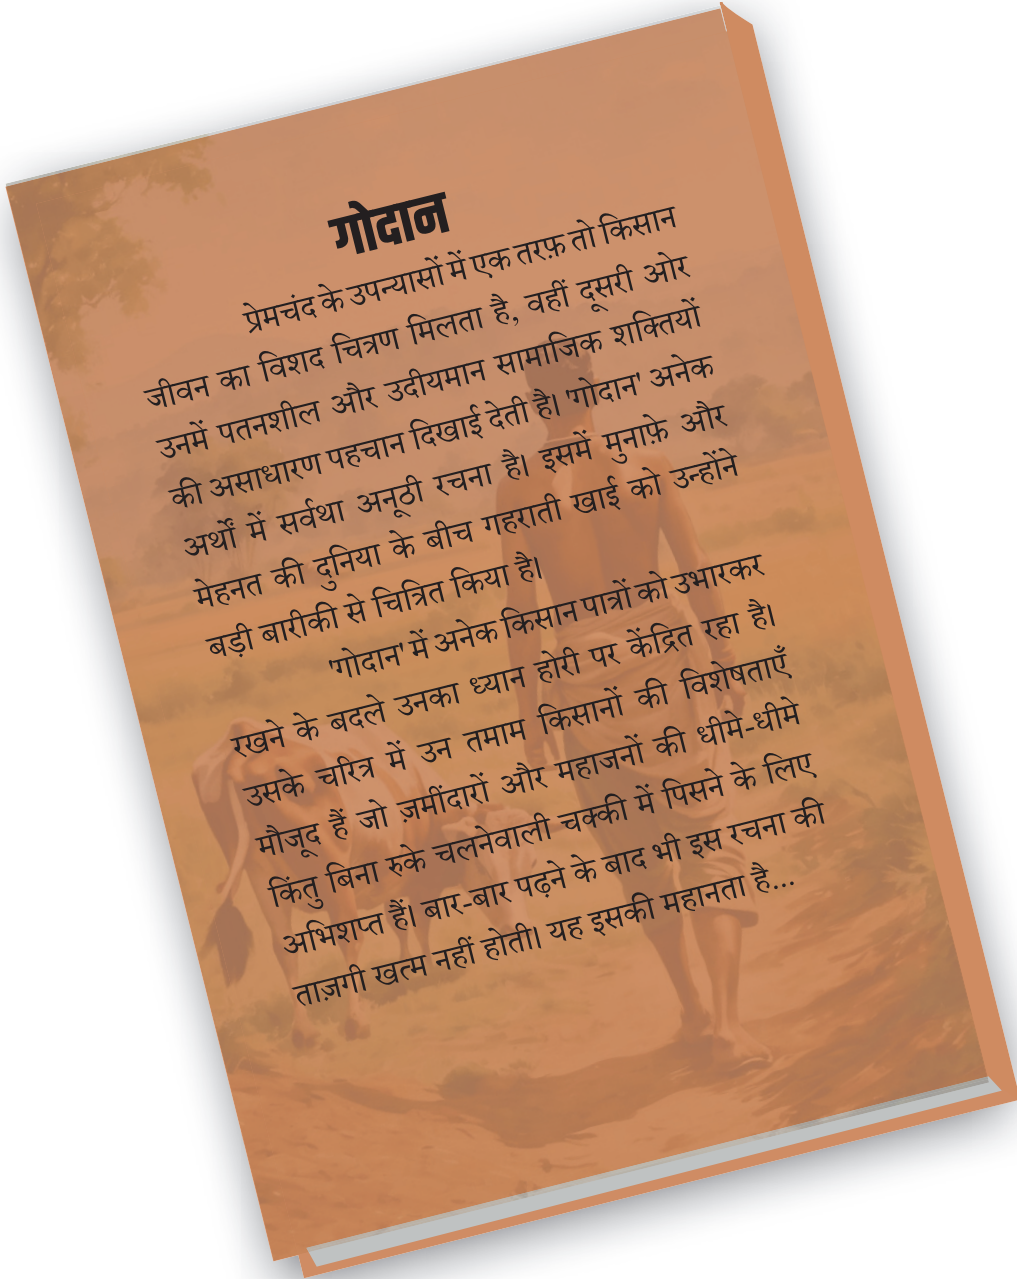 गोदान
प्रेमचंद के उपन्यासों में एक तरफ़ तो किसान
जीवन का विशद चित्रण मिलता है, वहीं दूसरी ओर
उनमें पतनशील और उदीयमान सामाजिक शक्तियों
की असाधारण पहचान दिखाई देती है। 'गोदान' अनेक
अर्थों में सर्वथा अनूठी रचना है। इसमें मुनाफ़े और
मेहनत की दुनिया के बीच गहराती खाई को उन्होंने
बड़ी बारीकी से चित्रित किया है।
'गोदान' में अनेक किसान पात्रों को उभारकर
रखने के बदले उनका ध्यान होरी पर केंद्रित रहा है।
उसके चरित्र में उन तमाम किसानों की विशेषताएँ
मौजूद हैं जो ज़मींदारों और महाजनों की धीमे-धीमे
किंतु बिना रुके चलनेवाली चक्की में पिसने के लिए
अभिशप्त हैं। बार-बार पढ़ने के बाद भी इस रचना की
ताज़गी खत्म नहीं होती। यह इसकी महानता है...